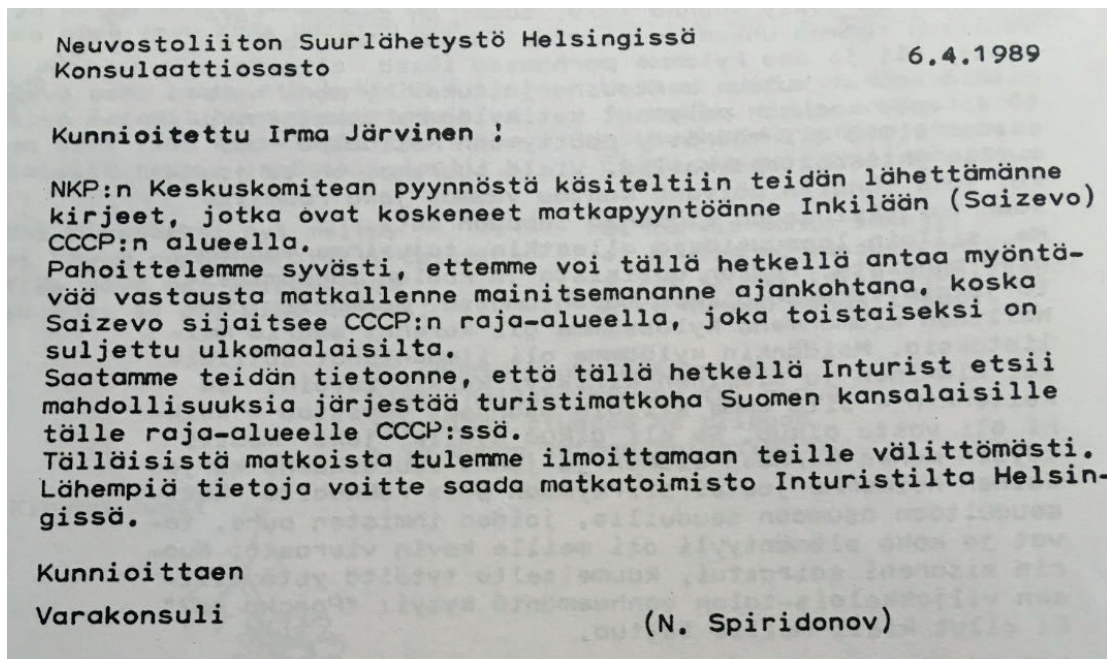 Neuvostoliiton Suurlähetystö Helsingissä
Konsulaattiosasto 6.4.1989
Kunnioitettu Irma Järvinen ;
NKP:n Keskuskomitean pyynnöstä käsiteltiin teidän lähettämänne
kirjeet, jotka ovat koskeneet matkapyyntöänne Inkilään (Saizevo)
CCCP:n alueella.
Pahoittelemme syvästi, ettemme voi tällä hetkellä antaa myöntä-
vää vastausta matkallenne mainitsemananne ajankohtana, koska
Saizevo sijaitsee CCCP:n raja-alueella, joka toistaiseksi on
suljettu ulkomaalaisilta.
Saatamme teidän tietoonne, että tällä hetkellä Inturist etsii
mahdollisuuksia järjestää turistimatkoha Suomen kansalaisille
tälle raja-alueelle CCCP:ssä.
Tälläisistä matkoista tulemme ilmoittamaan teille välittömästi.
Lähempiä tietoja voitte saada matkatoimisto Inturistilta Helsin-
gissä.
Kunnioittaen
Varakonsuli (N. Spiridonov)